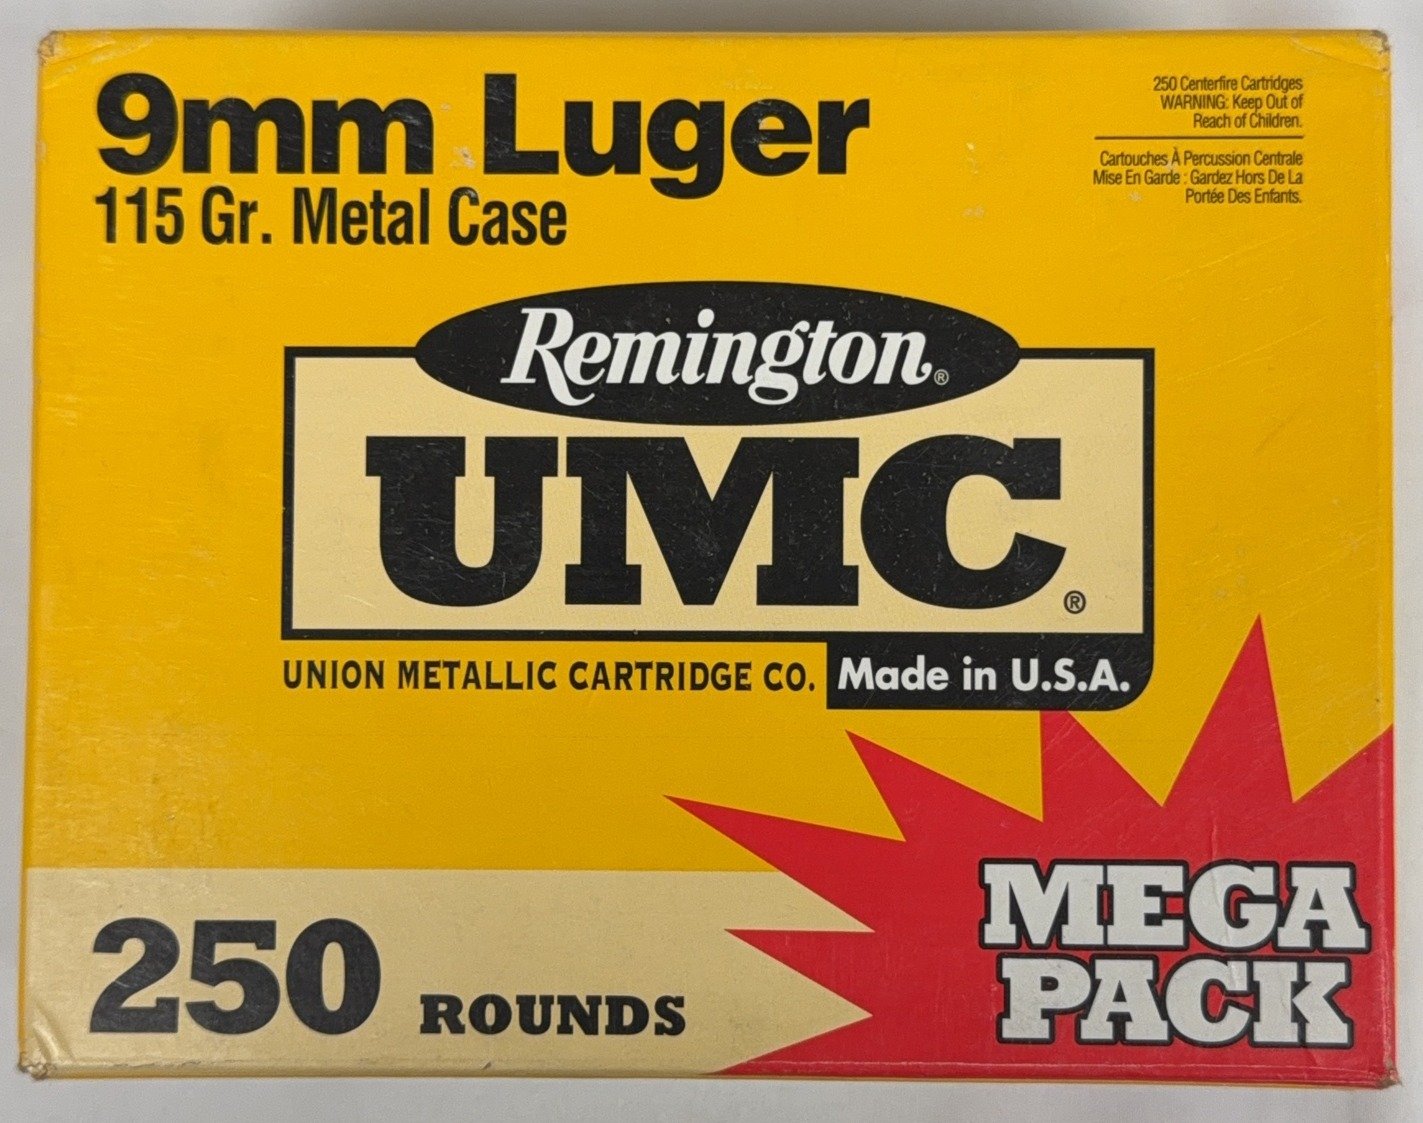 9mm Luger
115 Gr. Metal Case
250 Centerfire Cartridges
WARNING: Keep Out of
Reach of Children.
Cartouches À Percussion Centrale
Mise En Garde : Gardez Hors De La
Portée Des Enfants.
Remington®
UMC®
UNION METALLIC CARTRIDGE CO. Made in U.S.A.
250 ROUNDS
MEGA
PACK